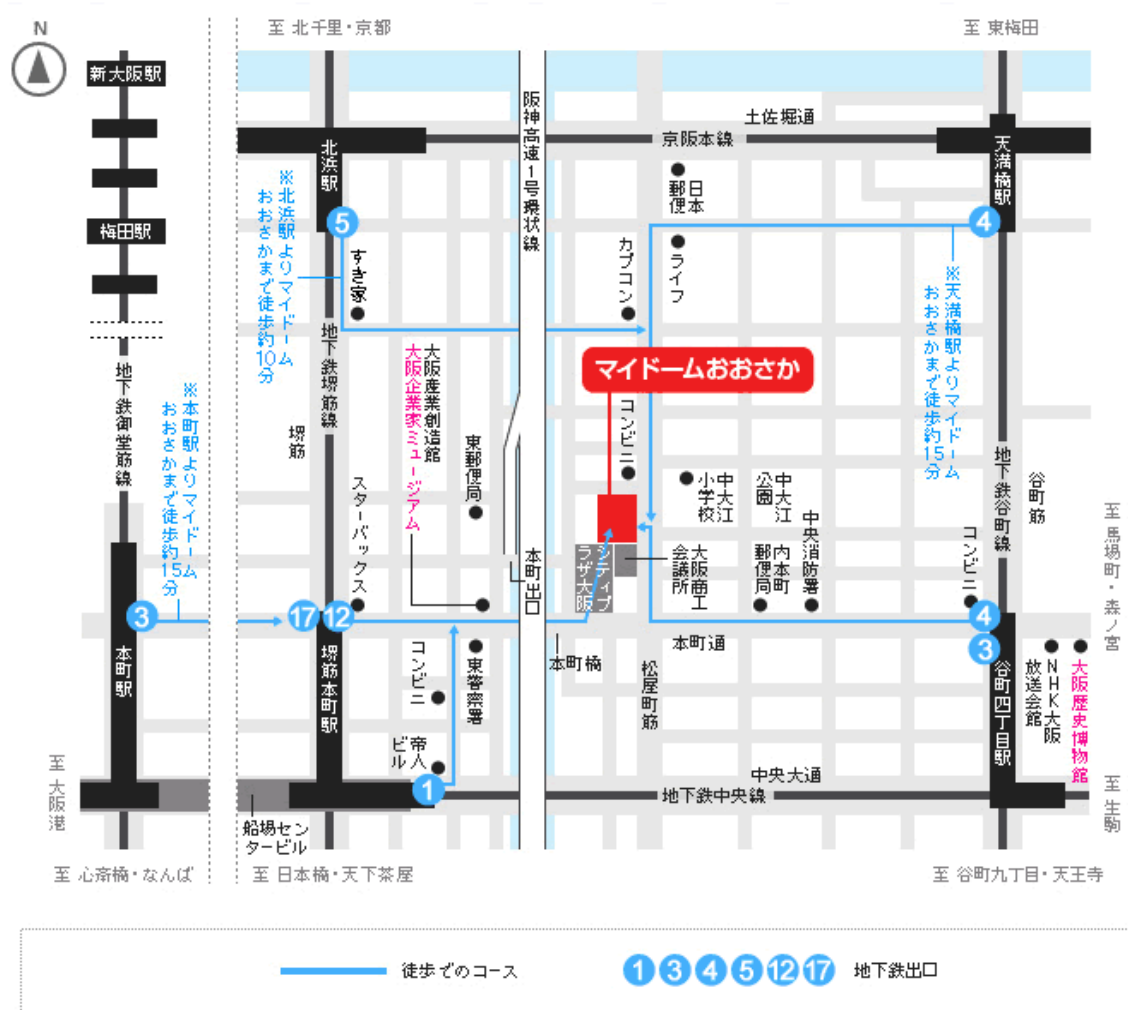 至 北千里・京都
至 東梅田
N
新大阪駅
梅田駅
地下鉄御堂筋線
※本町駅よりマイドーム
おおさかまで徒歩約15分
3
本町駅
至 大阪港
至 心斎橋・なんば
北浜駅
5
※北浜駅よりマイドーム
おおさかまで徒歩約10分
すき家
地下鉄堺筋線
堺筋
大阪産業創造館
大阪企業家ミュージアム
東郵便局
スターバックス
17
12
堺筋本町駅
コンビニ
東警察署
帝人
ビル
1
船場セン
タービル
至 日本橋・天下茶屋
阪神高速1号環状線
本町出口
本町橋
土佐堀通
京阪本線
日本
郵便
ライフ
カプコン
マイドームおおさか
コンビニ
シティプ
ラザ大阪
大阪商工
会議所
中大江
小学校
中大江
公園
内本町
郵便局
中央消防署
本町通
松屋町筋
中央大通
地下鉄中央線
天満橋駅
4
※天満橋駅よりマイドーム
おおさかまで徒歩約15分
地下鉄谷町線
谷町筋
コンビニ
4
3
谷町四丁目駅
NHK大阪
放送会館
大阪歴史博物館
至 馬場町・森ノ宮
至 生駒
至 谷町九丁目・天王寺
徒歩でのコース
1 3 4 5 12 17 地下鉄出口